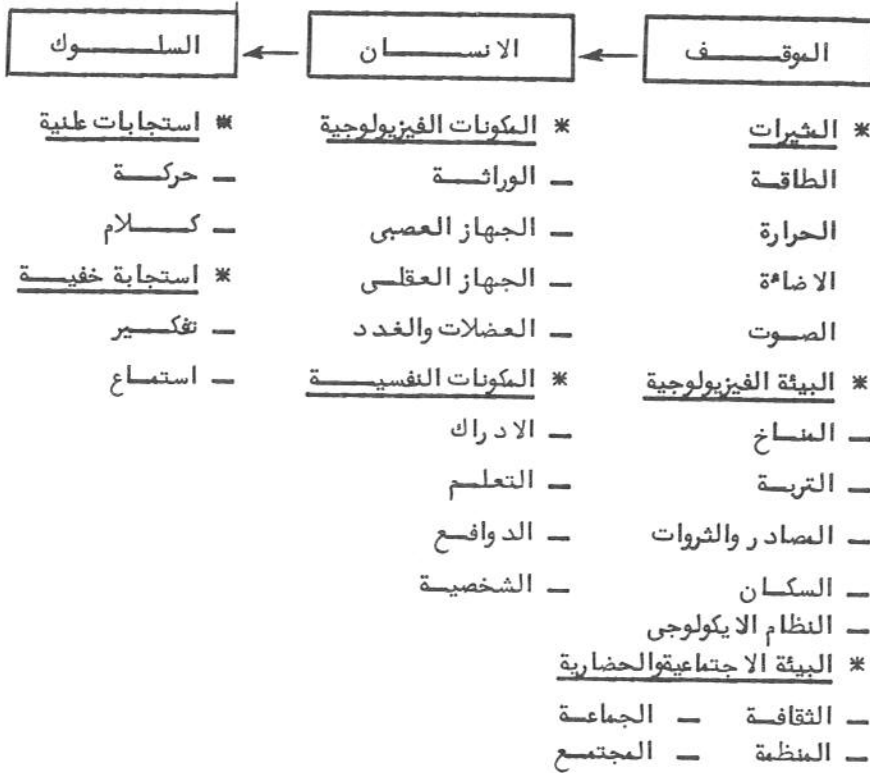 الموقف
الانسان
السلوك
* المثيرات
الطاقة
الحرارة
الاضاءة
الصوت
* البيئة الفيزيولوجية
— المناخ
— التربة
— المصادر والثروات
— السكان
— النظام الايكولوجى
* البيئة الاجتماعية والحضارية
— الثقافة — الجماعة
— المنظمة — المجتمع
* المكونات الفيزيولوجية
— الوراثة
— الجهاز العصبى
— الجهاز العقلى
— العضلات والغدد
* المكونات النفسية
— الادراك
— التعلم
— الدوافع
— الشخصية
* استجابات علنية
— حركة
— كلام
* استجابة خفية
— تفكير
— استماع